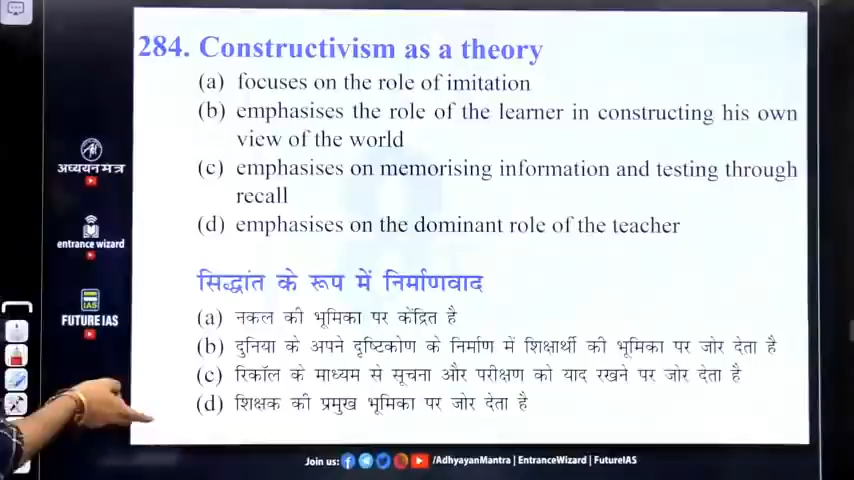 284. Constructivism as a theory
(a) focuses on the role of imitation
(b) emphasises the role of the learner in constructing his own
view of the world
(c) emphasises on memorising information and testing through
recall
(d) emphasises on the dominant role of the teacher
सिद्धांत के रूप में निर्माणवाद
(a) नकल की भूमिका पर केंद्रित है
(b) दुनिया के अपने दृष्टिकोण के निर्माण में शिक्षार्थी की भूमिका पर जोर देता है
(c) रिकॉल के माध्यम से सूचना और परीक्षण को याद रखने पर जोर देता है
(d) शिक्षक की प्रमुख भूमिका पर जोर देता है
अध्ययन मंत्र
entrance wizard
IAS
FUTURE IAS
Join us: /AdhyayanMantra | EntranceWizard | FutureIAS